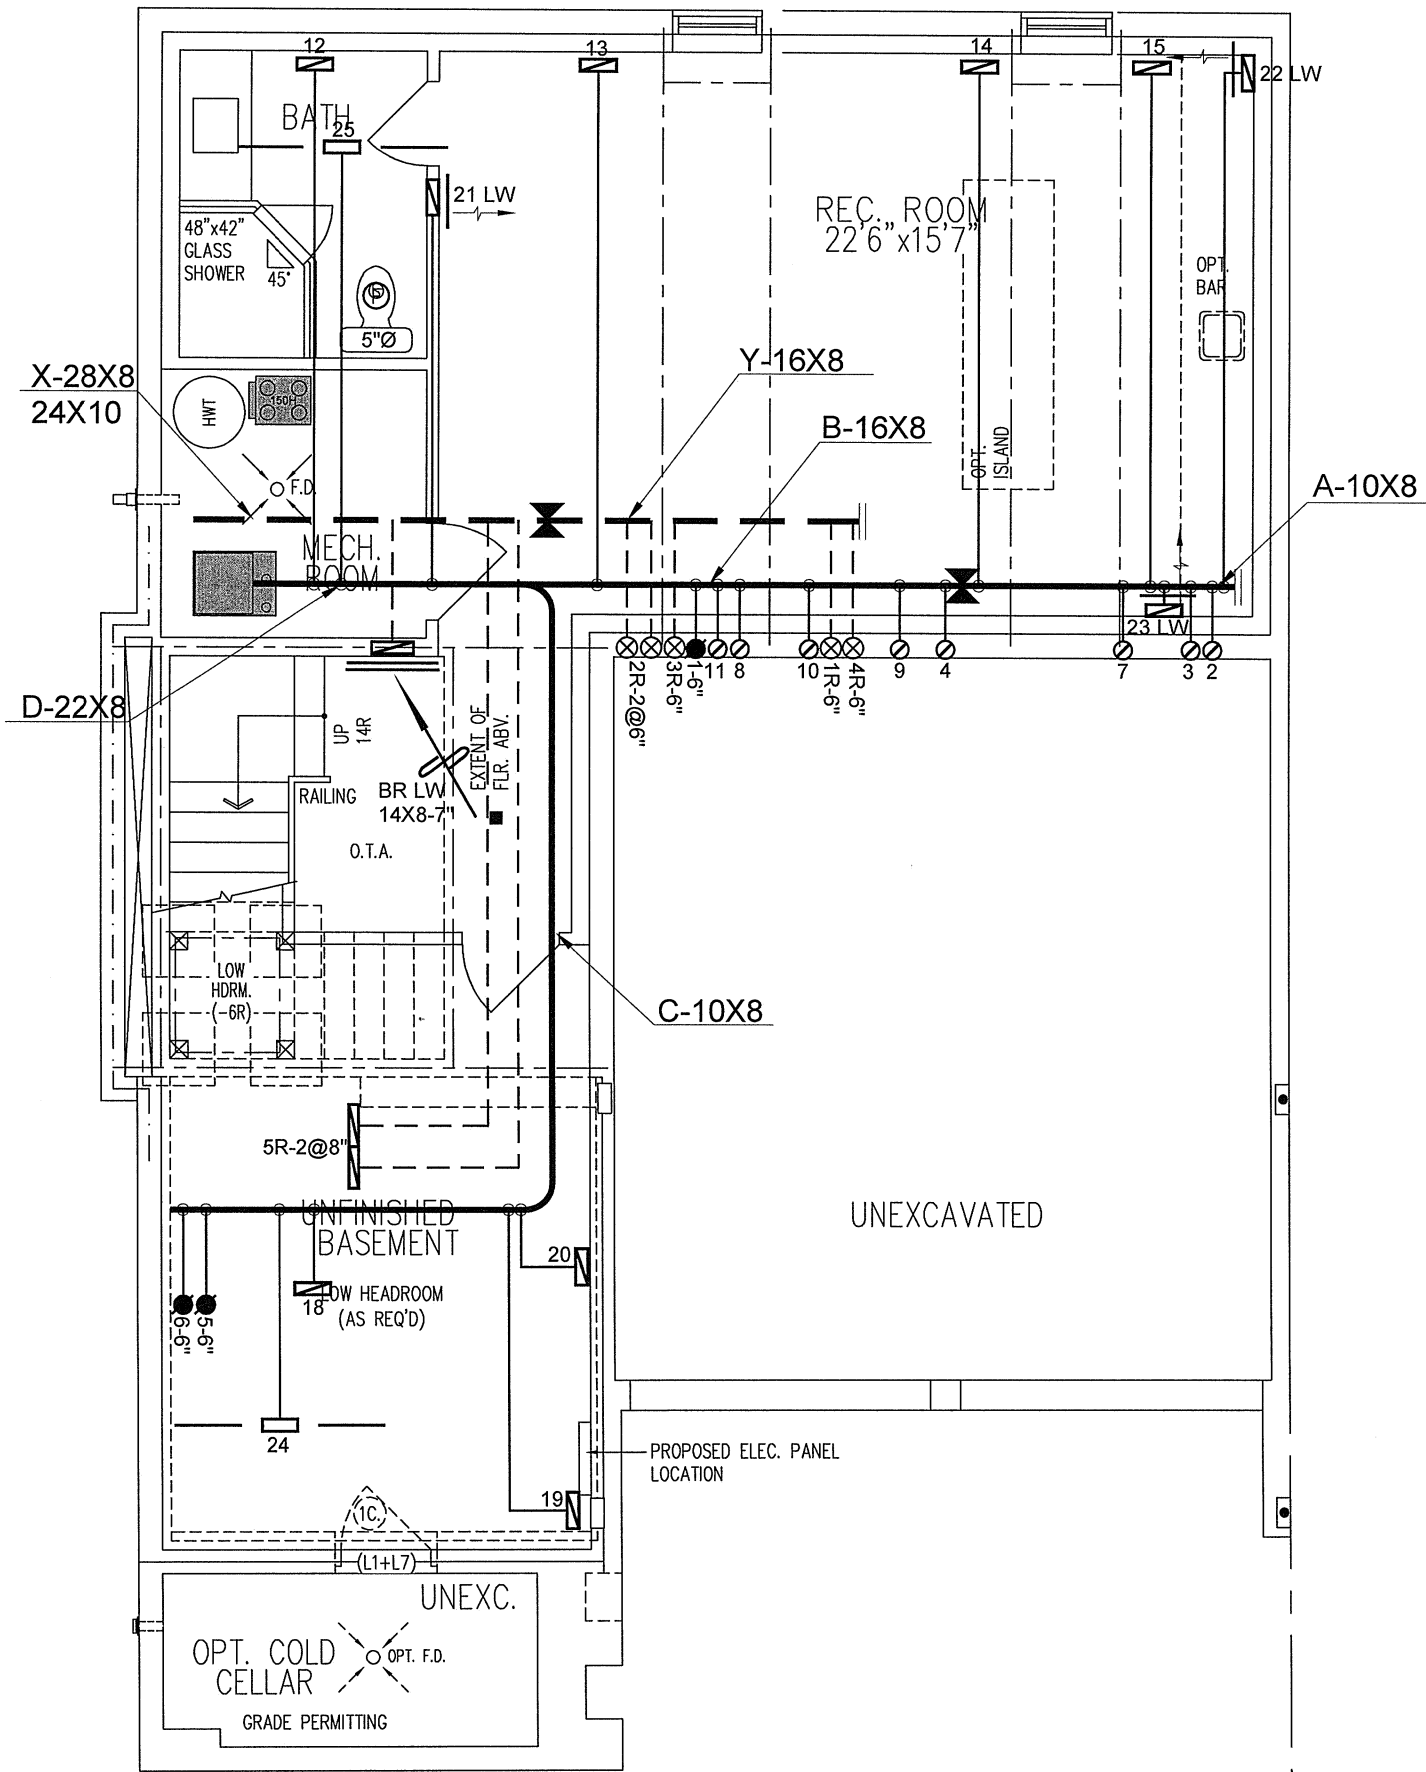 12
13
14
15
22 LW
BATH
25
21 LW
REC. ROOM
22'6"x15'7"
48"x42"
GLASS
SHOWER
45°
5"Ø
OPT.
BAR
X-28X8
24X10
HWT
150H
Y-16X8
B-16X8
OPT.
ISLAND
A-10X8
F.D.
MECH.
ROOM
23 LW
2R-2@6"
3R-6"
1-6"
11
8
10
1R-6"
4R-6"
9
4
7
3
2
D-22X8
UP
14R
EXTENT OF
FLR. ABV.
RAILING
BR LW
14X8-7"
O.T.A.
LOW
HDRM.
(-6R)
C-10X8
5R-2@8"
UNFINISHED
BASEMENT
UNEXCAVATED
20
18
LOW HEADROOM
(AS REQ'D)
6-6"
5-6"
24
PROPOSED ELEC. PANEL
LOCATION
19
1C.
(L1+L7)
UNEXC.
OPT. COLD
CELLAR
OPT. F.D.
GRADE PERMITTING